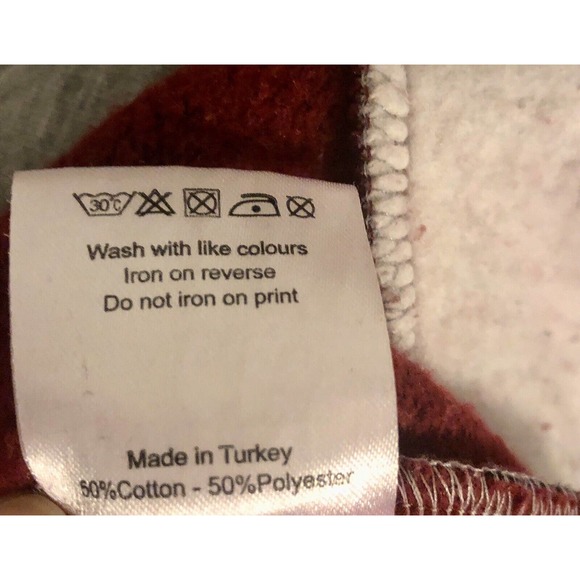 30°C
Wash with like colours
Iron on reverse
Do not iron on print
Made in Turkey
50%Cotton - 50%Polyester